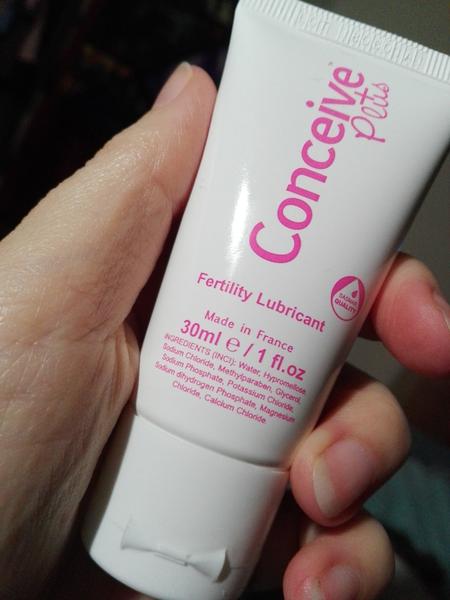 Conceive
Plus
Fertility Lubricant
QUALITY
Made in France
30ml e / 1 fl.oz
INGREDIENTS (INCI): Water, Hypromellose,
Sodium Chloride, Methylparaben, Glycerol,
Sodium Phosphate, Potassium Chloride,
Sodium dihydrogen Phosphate, Magnesium
Chloride, Calcium Chloride